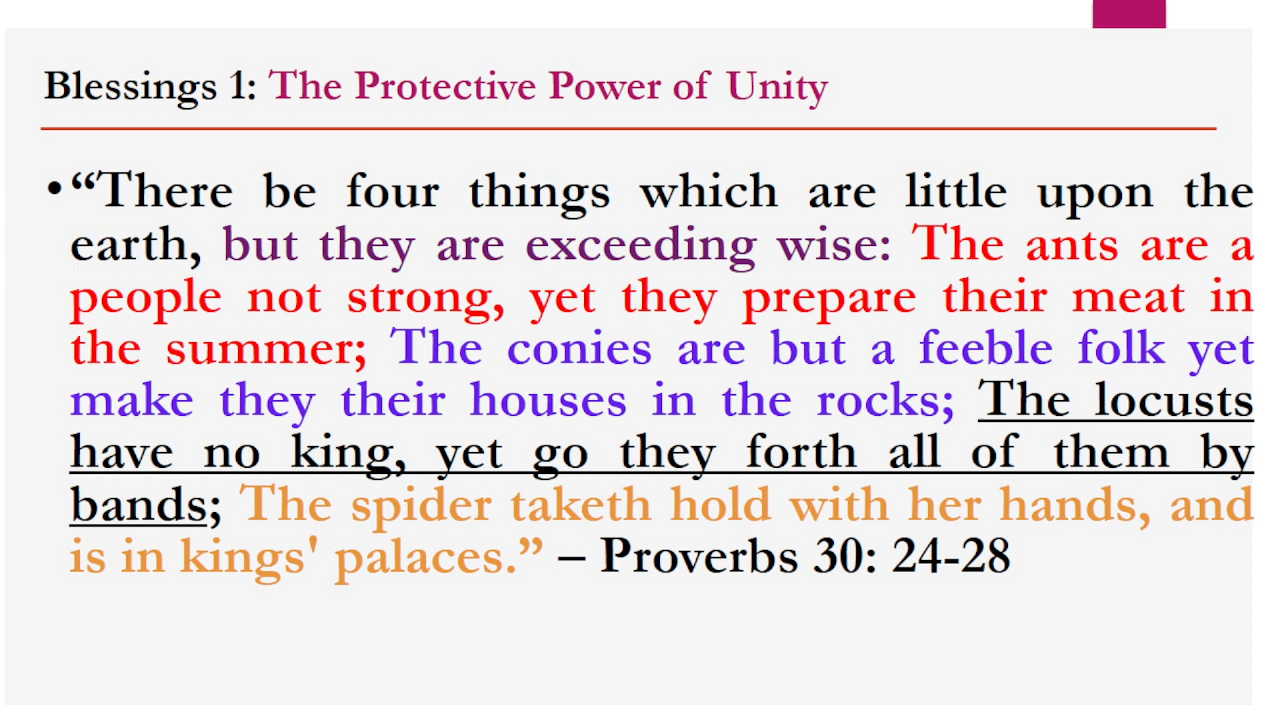 Blessings 1: The Protective Power of Unity
•“There be four things which are little upon the
earth, but they are exceeding wise: The ants are a
people not strong, yet they prepare their meat in
the summer; The conies are but a feeble folk yet
make they their houses in the rocks; The locusts
have no king, yet go they forth all of them by
bands; The spider taketh hold with her hands, and
is in kings' palaces.” – Proverbs 30: 24-28